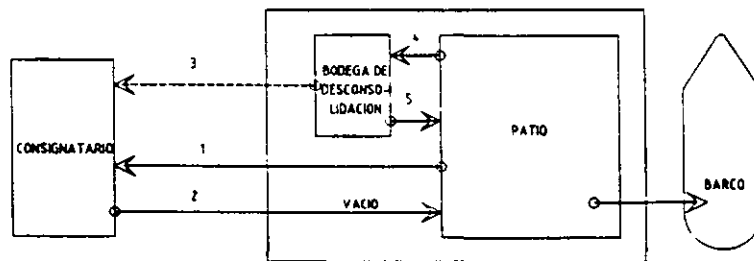 4
3
BODEGA DE
DESCONSO-
LIDACION
5
PATIO
CONSIGNATARIO
1
2
VACIO
BARCO